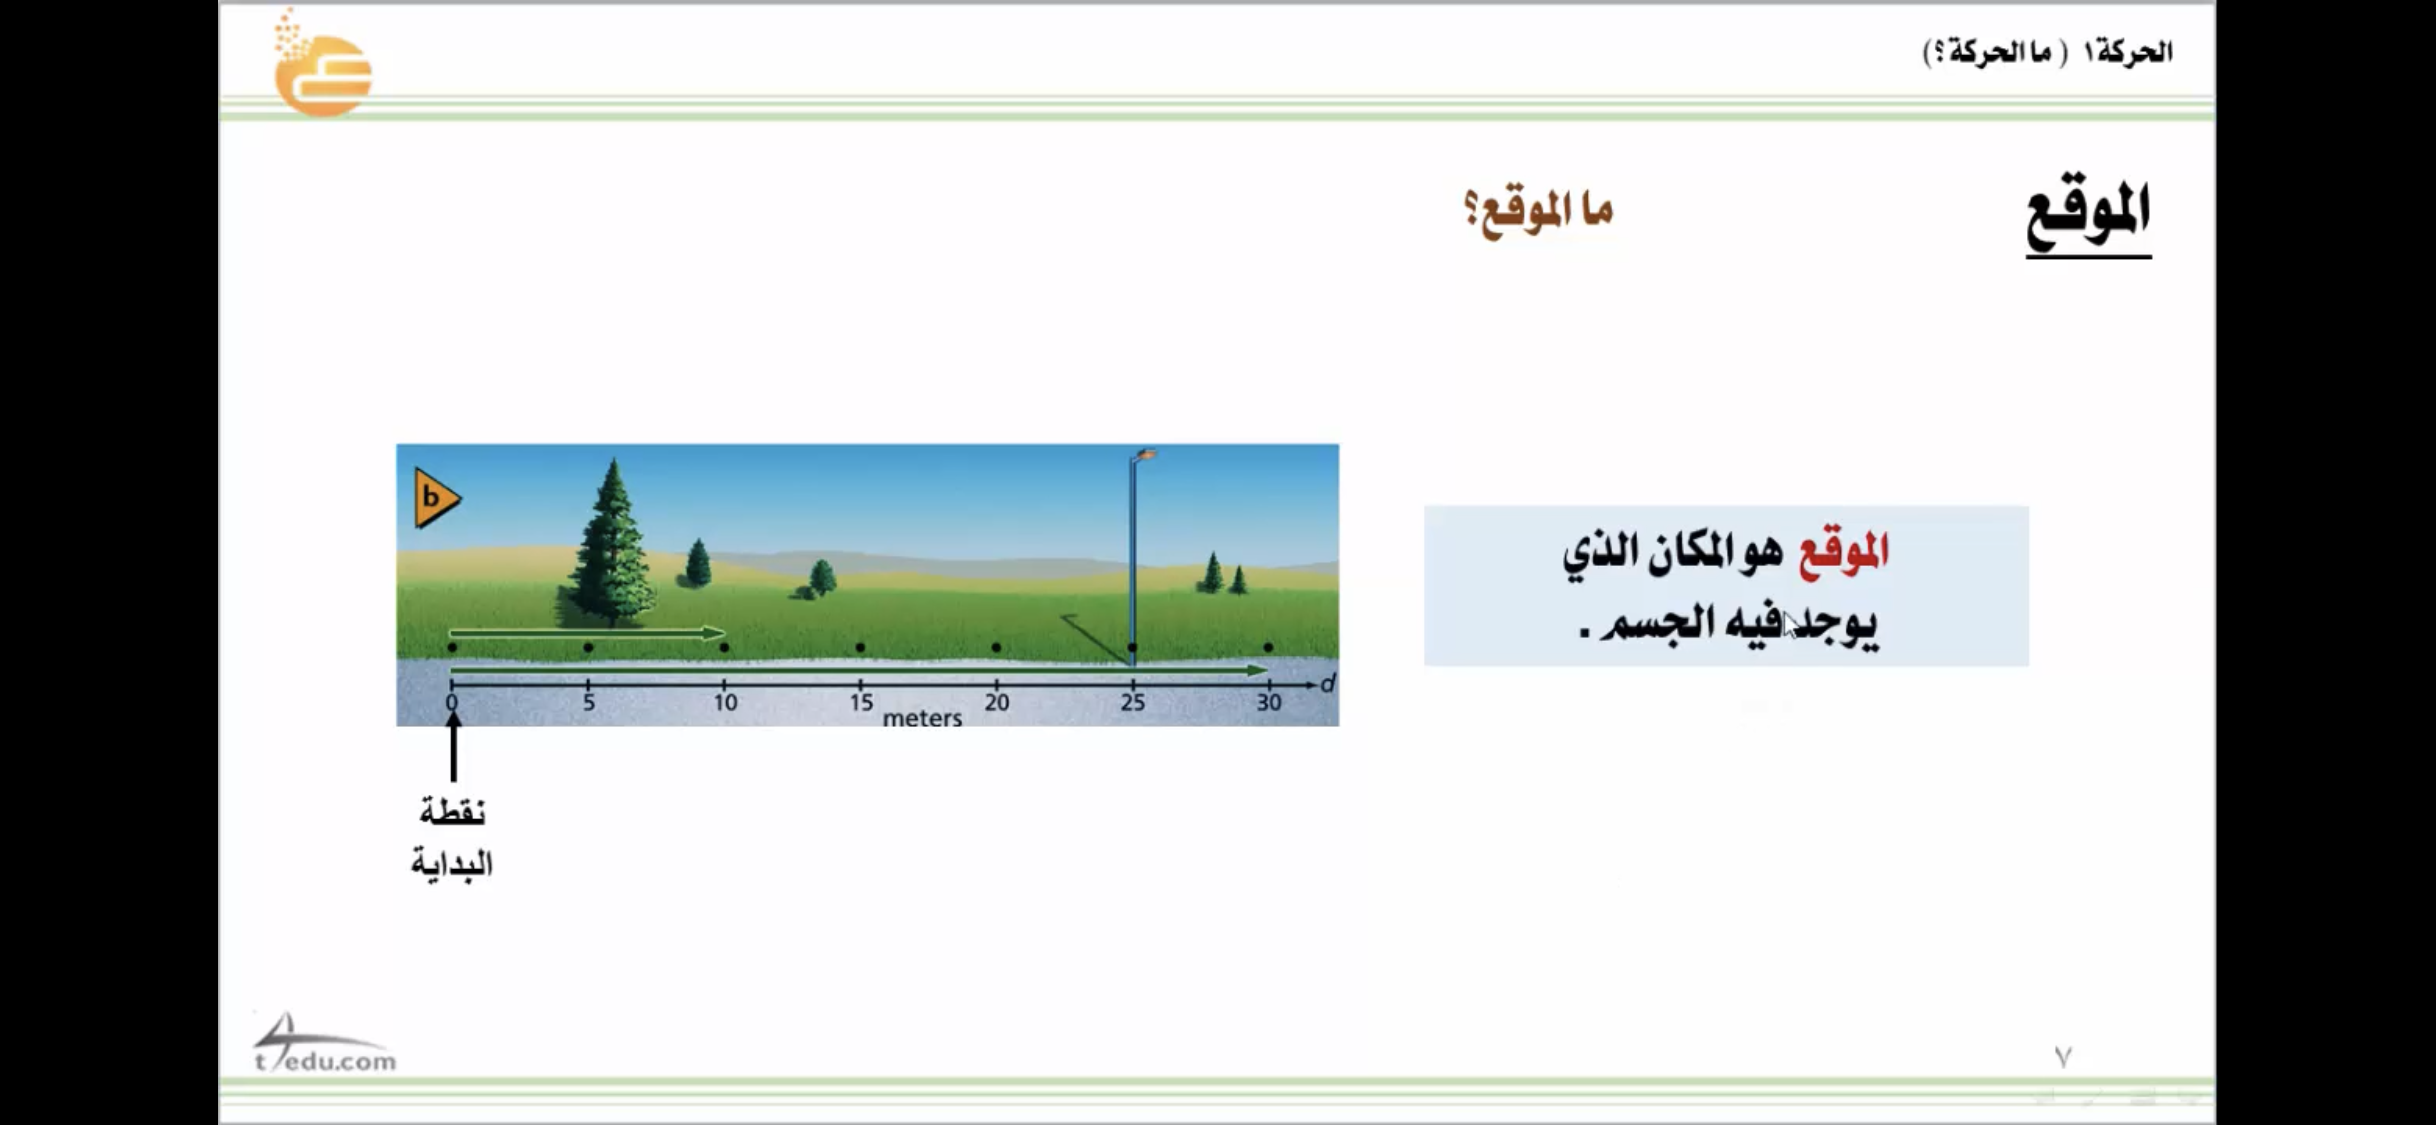 الحركة١ ( ما الحركة؟)
الموقع
ما الموقع؟
الموقع هو المكان الذي
يوجد فيه الجسم .
b
0 5 10 15 20 25 30 d
meters
نقطة
البداية
t4edu.com
٧